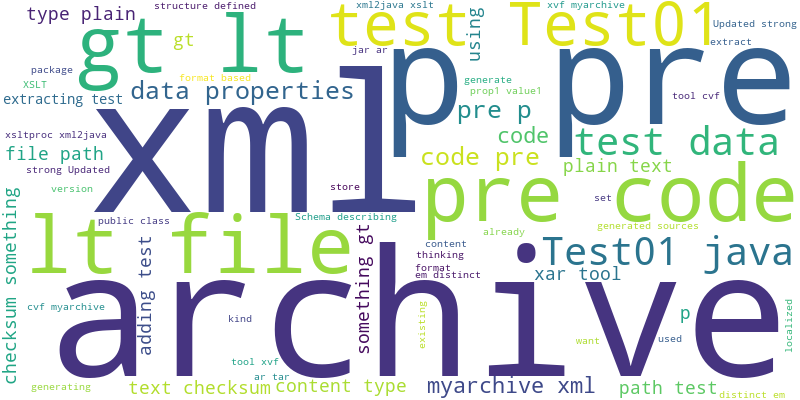 structure defined
xml2java xslt
xvf myarchive
type plain
gt lt
test
Test01
Updated strong
gt
using
jar ar
extract
p pre
package
format based
XSLT
data properties
generate
prop1 value1
extracting test
xml
tool cvf
pre p
xsltproc xml2java
code
test data
file path
code pre
plain text
strong Updated
version
store
pre code
set
public class
Schema describing
generated sources
lt file
already
checksum something
adding test
something gt
content
thinking
format
em distinct
Test01 java
xar tool
archive
cvf myarchive
kind
existing
p
localized
want
used
tool xvf
ar tar
generating
text checksum
content type
myarchive xml
path test
distinct em